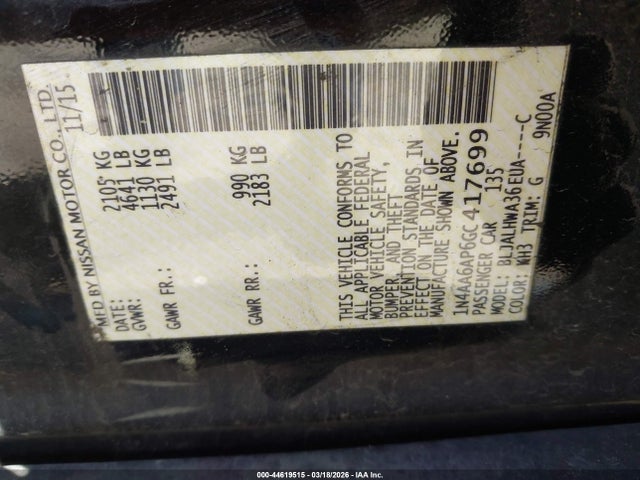 MFD BY NISSAN MOTOR CO., LTD.
DATE: 11/15
GVWR: 2105 KG
4641 LB
GAWR FR.: 1130 KG
2491 LB
GAWR RR.: 990 KG
2183 LB
THIS VEHICLE CONFORMS TO
ALL APPLICABLE FEDERAL
MOTOR VEHICLE SAFETY,
BUMPER, AND THEFT
PREVENTION STANDARDS IN
EFFECT ON THE DATE OF
MANUFACTURE SHOWN ABOVE.
1N4AA6AP6GC417699
PASSENGER CAR 135
MODEL: BLJALHWA36EUA----C
COLOR: KH3 TRIM: G 9N00A
000-44619515 | 03/18/2026 | IAA Inc.